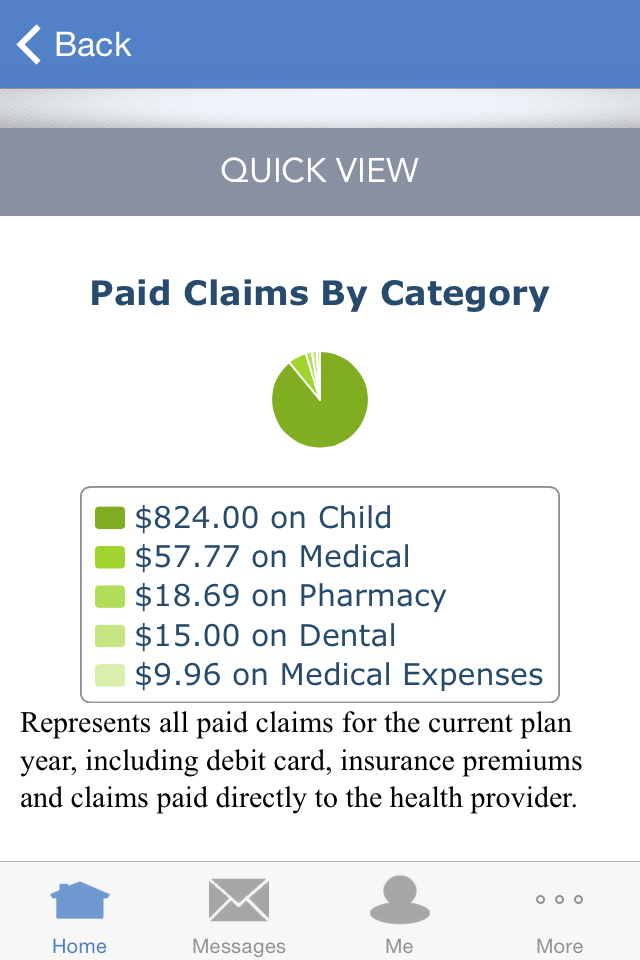 Back
QUICK VIEW
Paid Claims By Category
$824.00 on Child
$57.77 on Medical
$18.69 on Pharmacy
$15.00 on Dental
$9.96 on Medical Expenses
Represents all paid claims for the current plan
year, including debit card, insurance premiums
and claims paid directly to the health provider.
Home Messages Me More